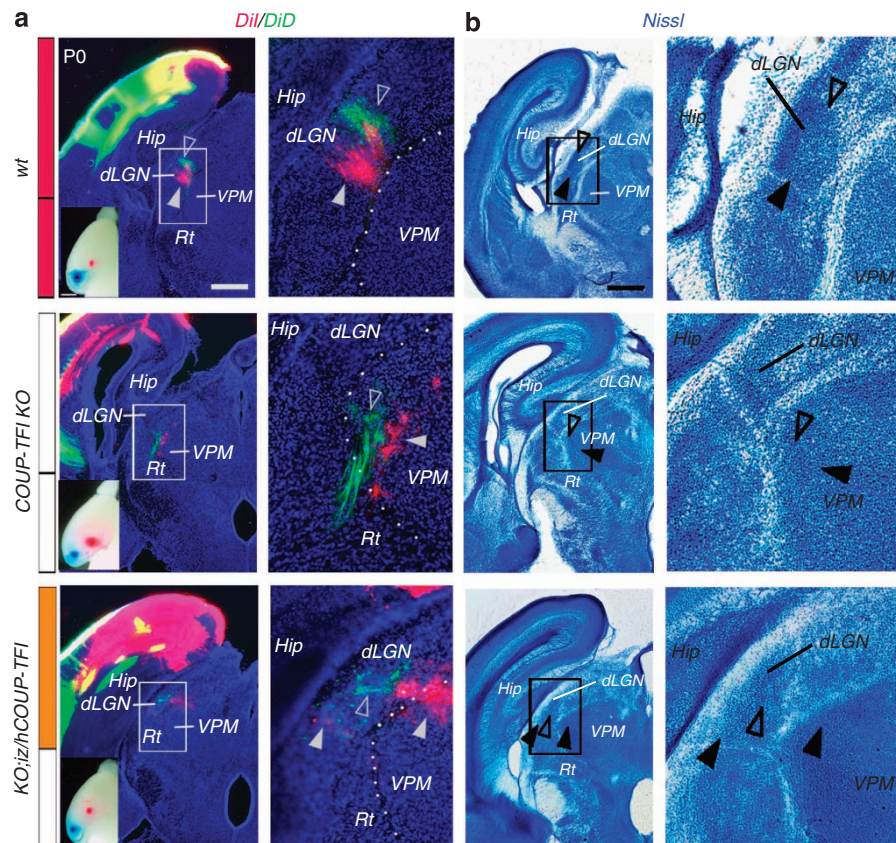 a
DiI/DiD
b
Nissl
wt
P0
Hip
dLGN
VPM
Rt
Hip
dLGN
VPM
Hip
dLGN
VPM
Rt
dLGN
Hip
VPM
COUP-TFI KO
Hip
dLGN
VPM
Rt
Hip
dLGN
VPM
Rt
Hip
dLGN
VPM
Rt
Hip
dLGN
VPM
KO;iz/hCOUP-TFI
Hip
dLGN
VPM
Rt
Hip
dLGN
VPM
Rt
Hip
dLGN
VPM
Rt
Hip
dLGN
VPM